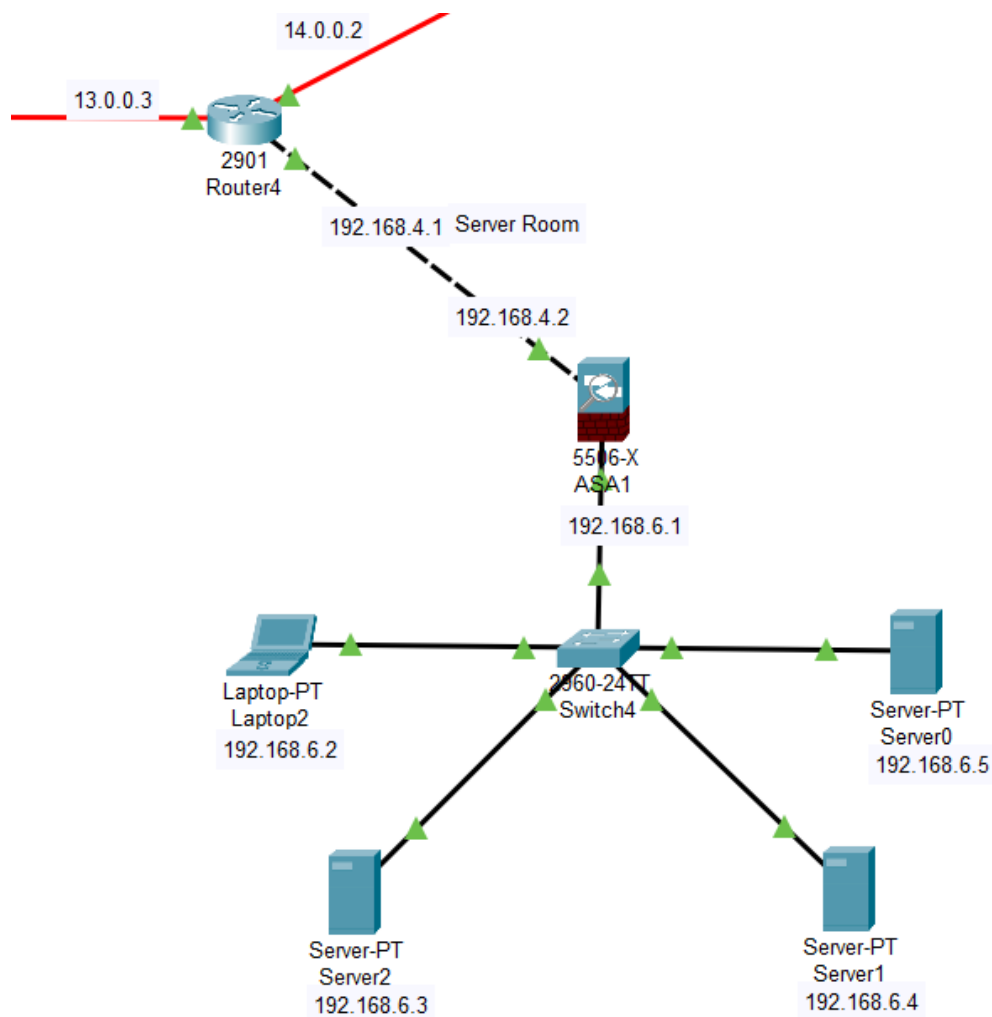 14.0.0.2
13.0.0.3
2901
Router4
192.168.4.1
Server Room
192.168.4.2
5506-X
ASA1
192.168.6.1
Laptop-PT
Laptop2
192.168.6.2
2960-24TT
Switch4
Server-PT
Server0
192.168.6.5
Server-PT
Server2
192.168.6.3
Server-PT
Server1
192.168.6.4